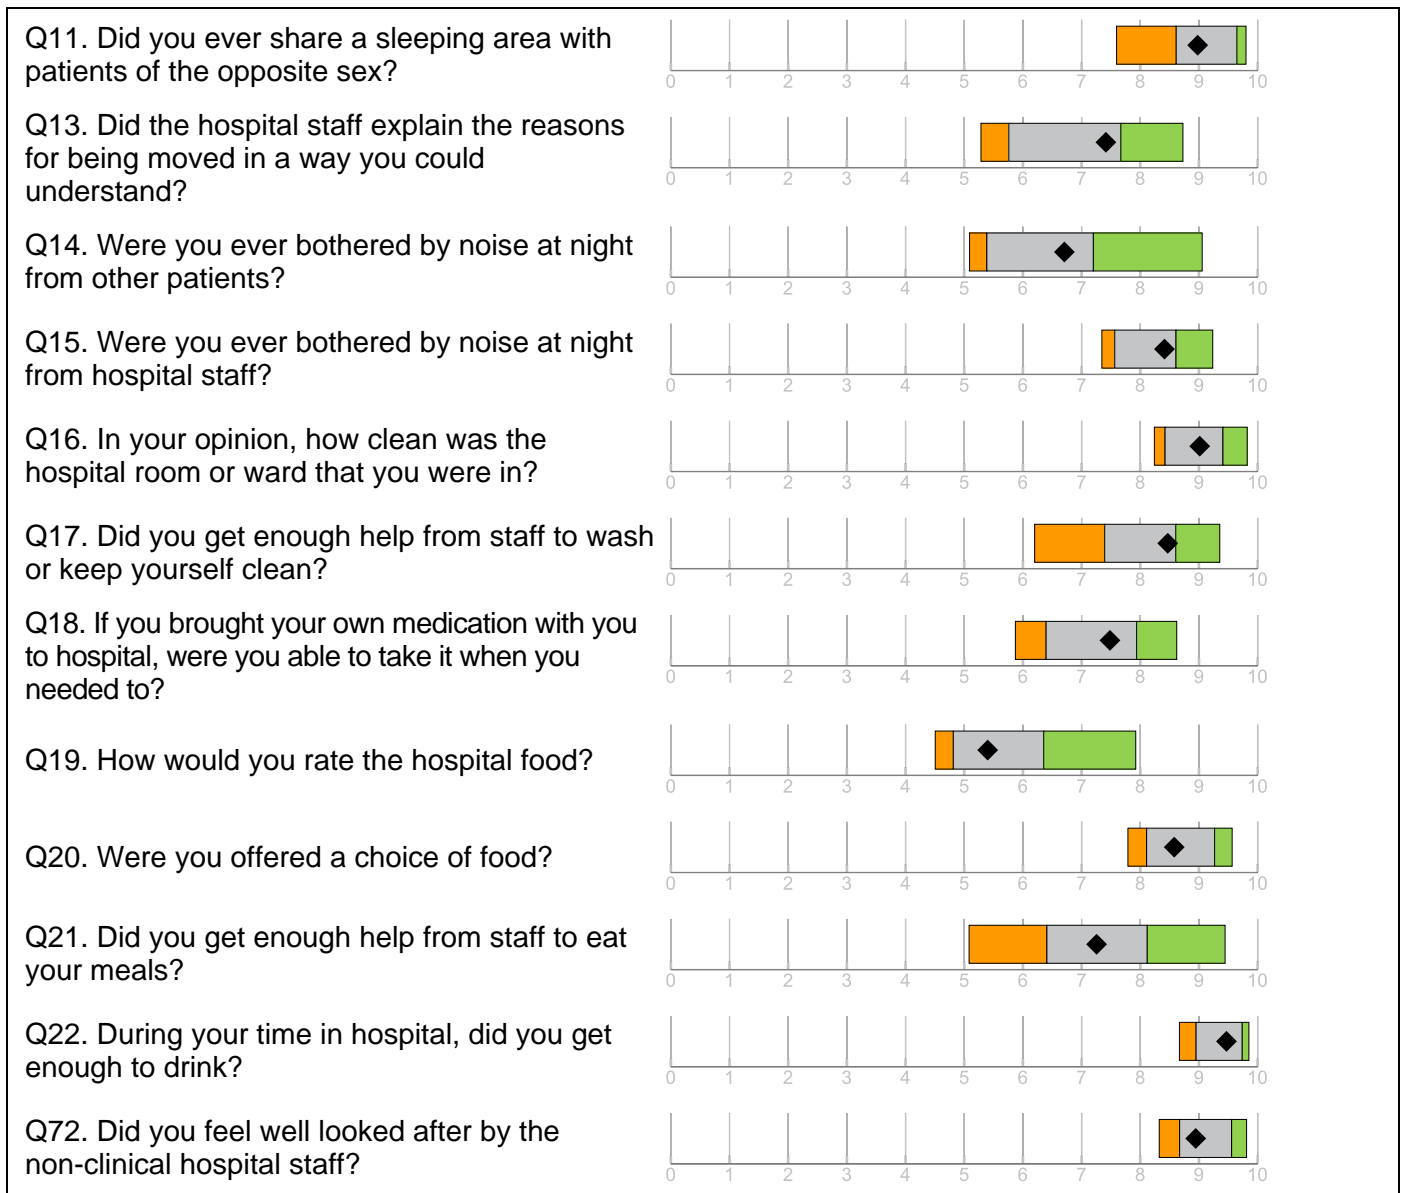 Q11. Did you ever share a sleeping area with
patients of the opposite sex?
0 1 2 3 4 5 6 7 8 9 10
Q13. Did the hospital staff explain the reasons
for being moved in a way you could
understand?
0 1 2 3 4 5 6 7 8 9 10
Q14. Were you ever bothered by noise at night
from other patients?
0 1 2 3 4 5 6 7 8 9 10
Q15. Were you ever bothered by noise at night
from hospital staff?
0 1 2 3 4 5 6 7 8 9 10
Q16. In your opinion, how clean was the
hospital room or ward that you were in?
0 1 2 3 4 5 6 7 8 9 10
Q17. Did you get enough help from staff to wash
or keep yourself clean?
0 1 2 3 4 5 6 7 8 9 10
Q18. If you brought your own medication with you
to hospital, were you able to take it when you
needed to?
0 1 2 3 4 5 6 7 8 9 10
Q19. How would you rate the hospital food?
0 1 2 3 4 5 6 7 8 9 10
Q20. Were you offered a choice of food?
0 1 2 3 4 5 6 7 8 9 10
Q21. Did you get enough help from staff to eat
your meals?
0 1 2 3 4 5 6 7 8 9 10
Q22. During your time in hospital, did you get
enough to drink?
0 1 2 3 4 5 6 7 8 9 10
Q72. Did you feel well looked after by the
non-clinical hospital staff?
0 1 2 3 4 5 6 7 8 9 10